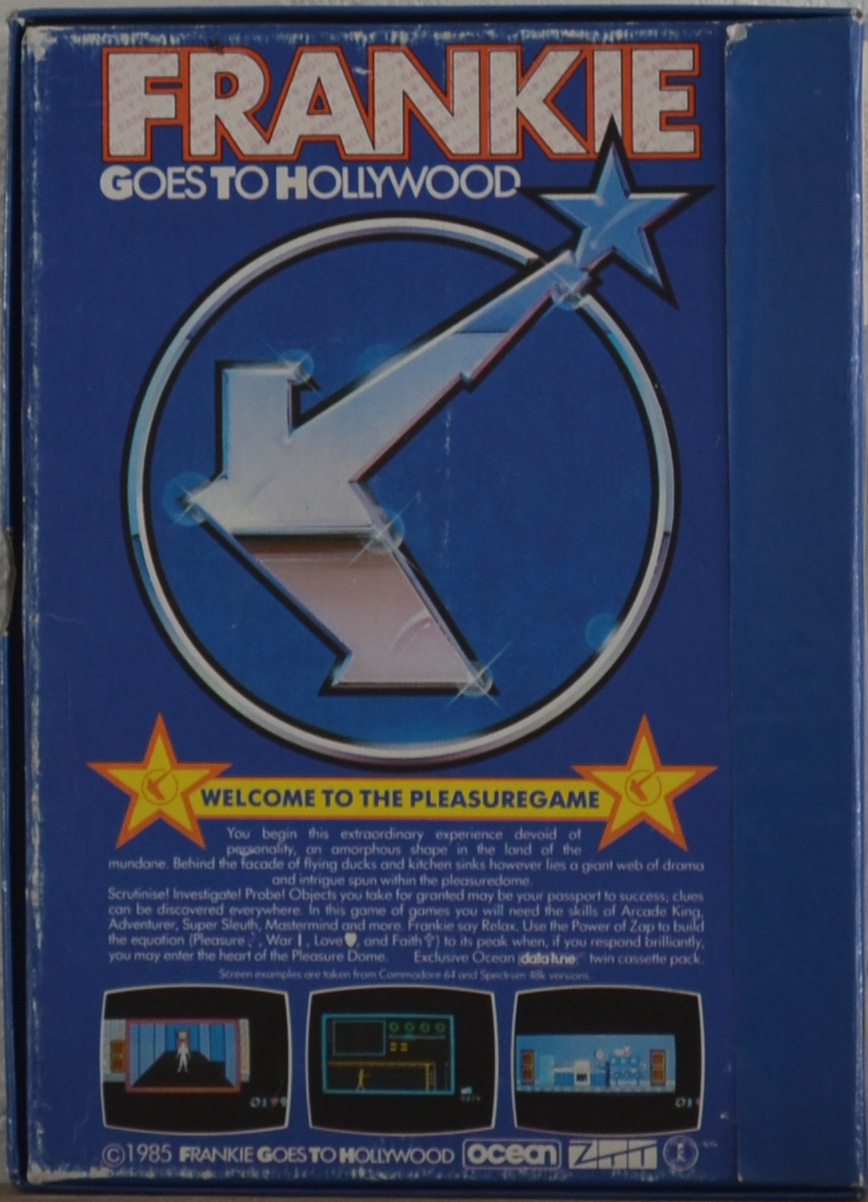 FRANKIE
GOES TO HOLLYWOOD
WELCOME TO THE PLEASUREGAME
You begin this extraordinary experience devoid of
personality, an amorphous shape in the land of the
mundane. Behind the facade of flying ducks and kitchen sinks however lies a giant web of drama
and intrigue spun within the pleasuredome.
Scrutinise! Investigate! Probe! Objects you take for granted may be your passport to success; clues
can be discovered everywhere. In this game of games you will need the skills of Arcade King,
Adventurer, Super Sleuth, Mastermind and more. Frankie say Relax. Use the Power of Zap to build
the equation (Pleasure, War, Love, and Faith) to its peak when, if you respond brilliantly,
you may enter the heart of the Pleasure Dome. Exclusive Ocean datatune twin cassette pack.
Screen examples are taken from Commodore 64 and Spectrum 48k versions.
©1985 FRANKIE GOES TO HOLLYWOOD ocean ZTT